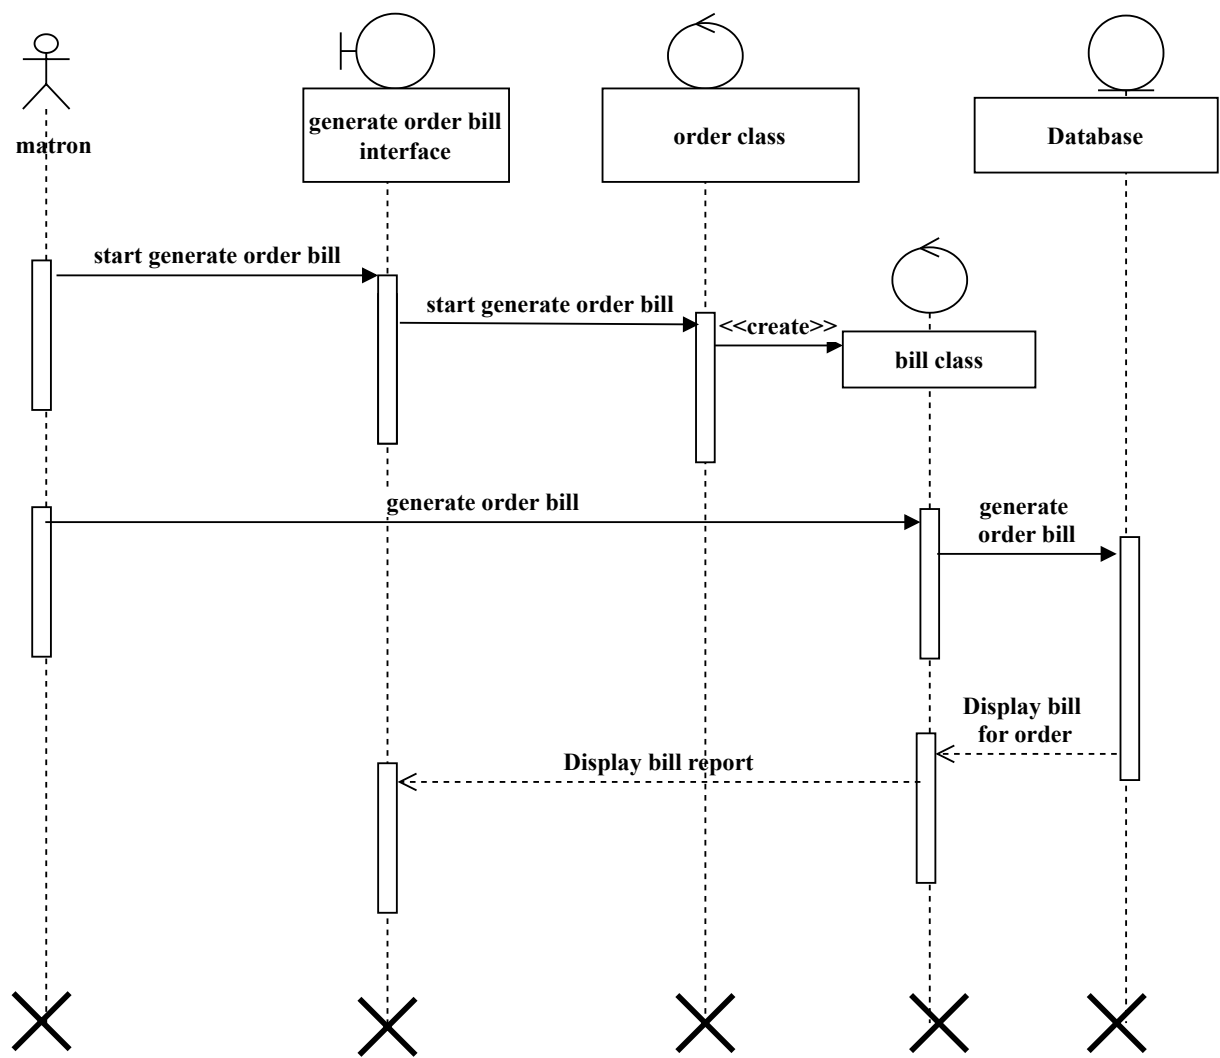 matron
generate order bill
interface
order class
Database
start generate order bill
start generate order bill
<<create>>
bill class
generate order bill
generate
order bill
Display bill
for order
Display bill report